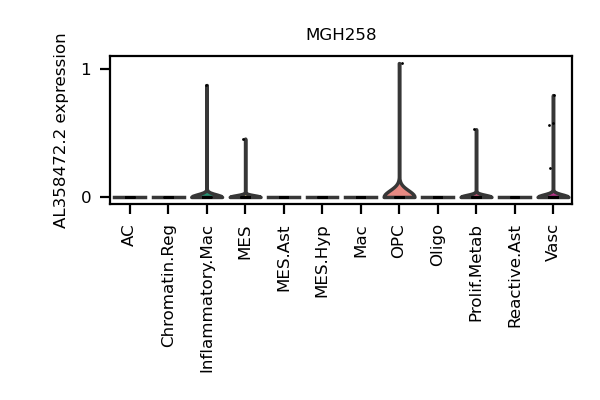 MGH258
AL358472.2 expression
1
0
AC
Chromatin.Reg
Inflammatory.Mac
MES
MES.Ast
MES.Hyp
Mac
OPC
Oligo
Prolif.Metab
Reactive.Ast
Vasc